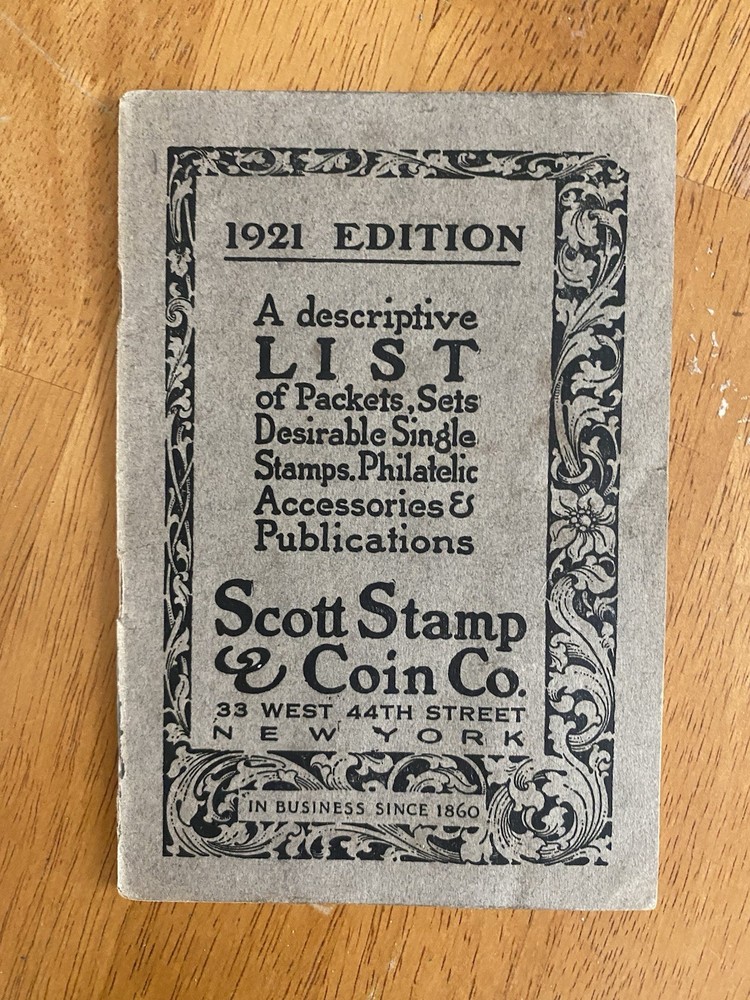 1921 EDITION
A descriptive
LIST
of Packets, Sets
Desirable Single
Stamps. Philatelic
Accessories &
Publications
Scott Stamp
& Coin Co.
33 WEST 44TH STREET
NEW YORK
IN BUSINESS SINCE 1860